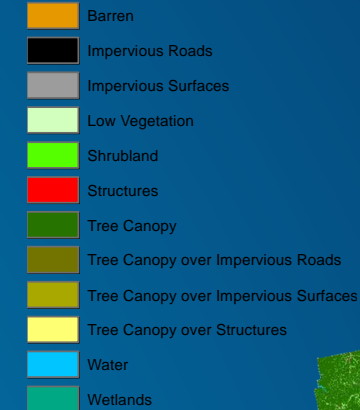 Barren
Impervious Roads
Impervious Surfaces
Low Vegetation
Shrubland
Structures
Tree Canopy
Tree Canopy over Impervious Roads
Tree Canopy over Impervious Surfaces
Tree Canopy over Structures
Water
Wetlands